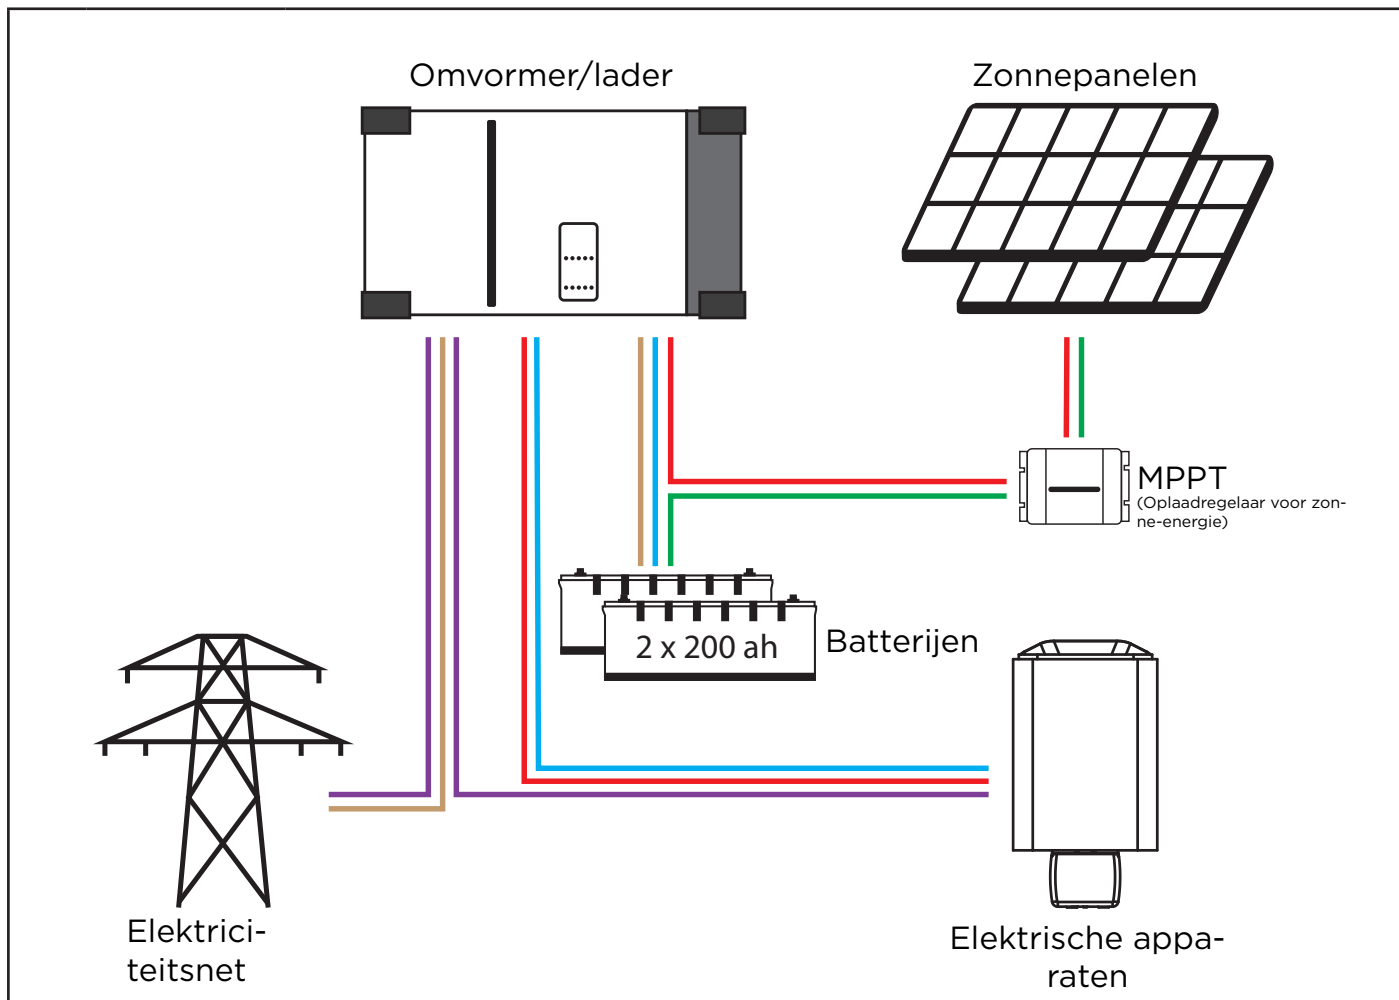 Omvormer/lader
Zonnepanelen
MPPT
(Oplaadregelaar voor zon-
ne-energie)
2 x 200 ah
Batterijen
Elektrici-
teitsnet
Elektrische appa-
raten